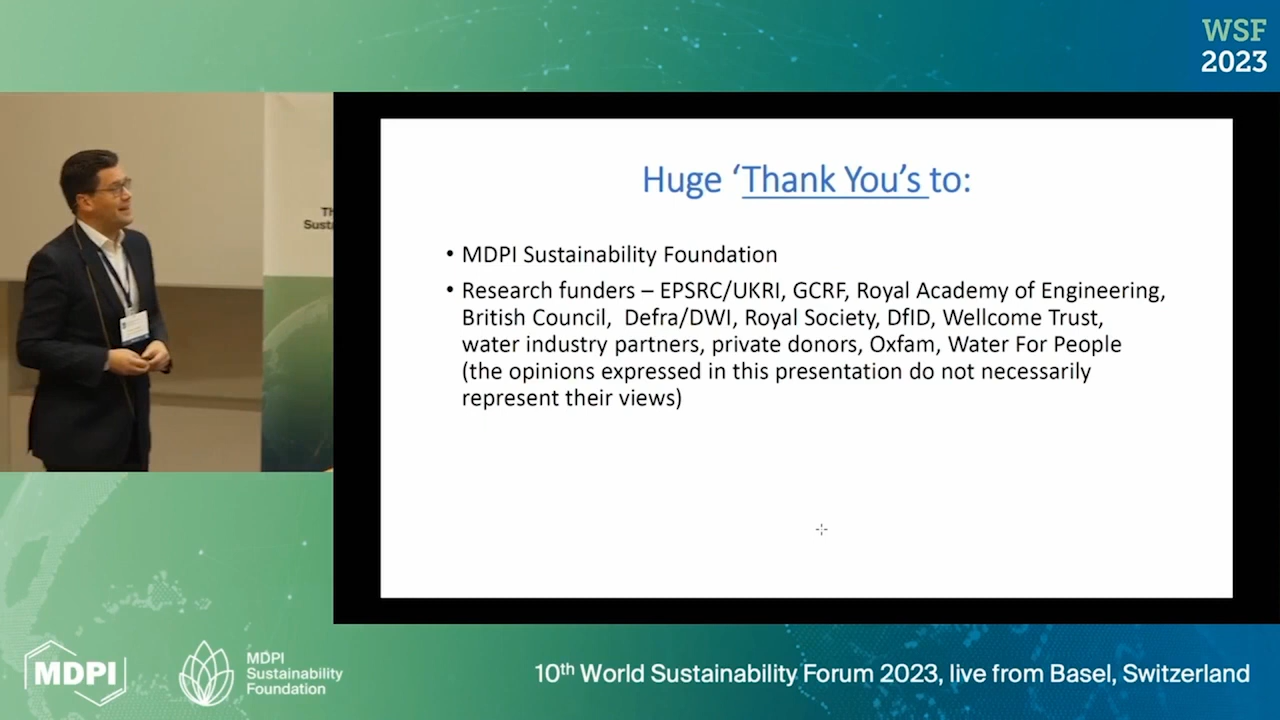 WSF
2023
Huge ‘Thank You’s to:
• MDPI Sustainability Foundation
• Research funders – EPSRC/UKRI, GCRF, Royal Academy of Engineering,
British Council,  Defra/DWI, Royal Society, DfID, Wellcome Trust,
water industry partners, private donors, Oxfam, Water For People
(the opinions expressed in this presentation do not necessarily
represent their views)
MDPI
MDPI
Sustainability
Foundation
10th World Sustainability Forum 2023, live from Basel, Switzerland